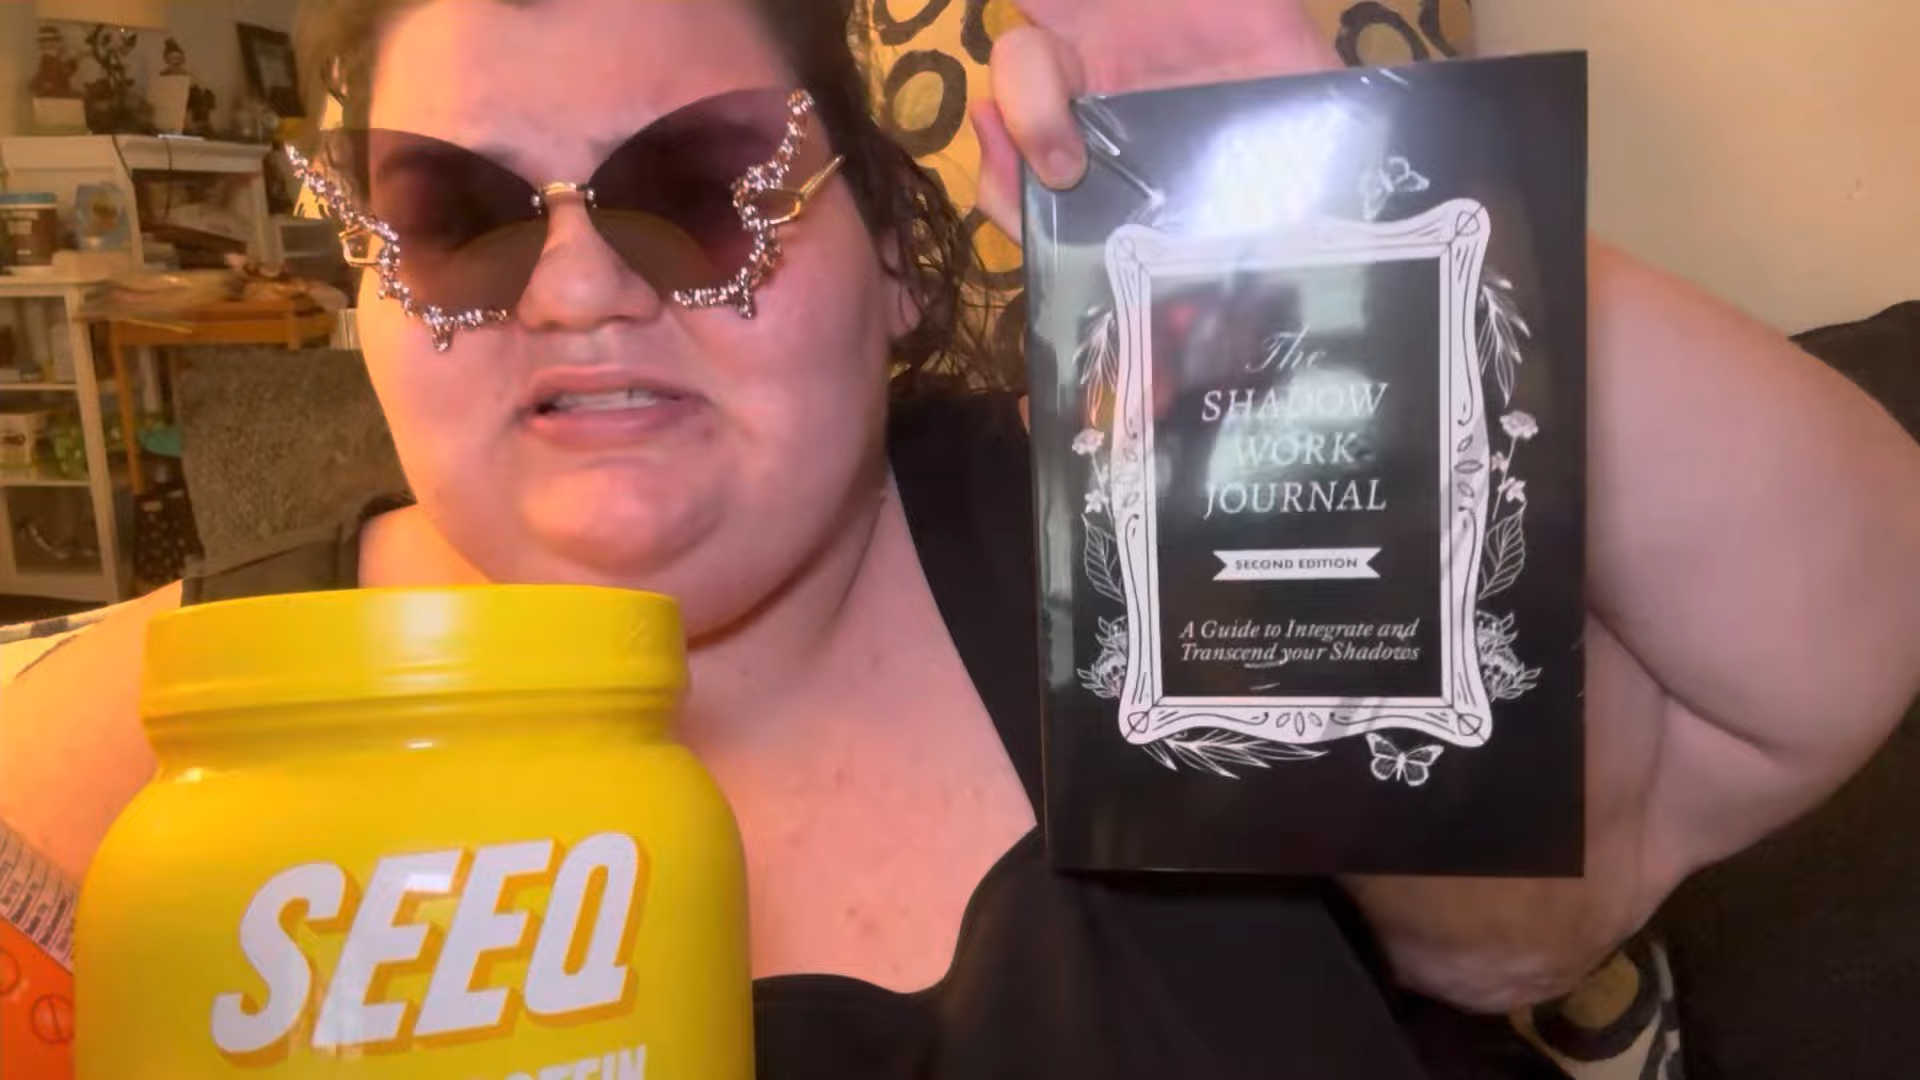 The
SHADOW
WORK
JOURNAL
SECOND EDITION
A Guide to Integrate and
Transcend your Shadows
SEEQ